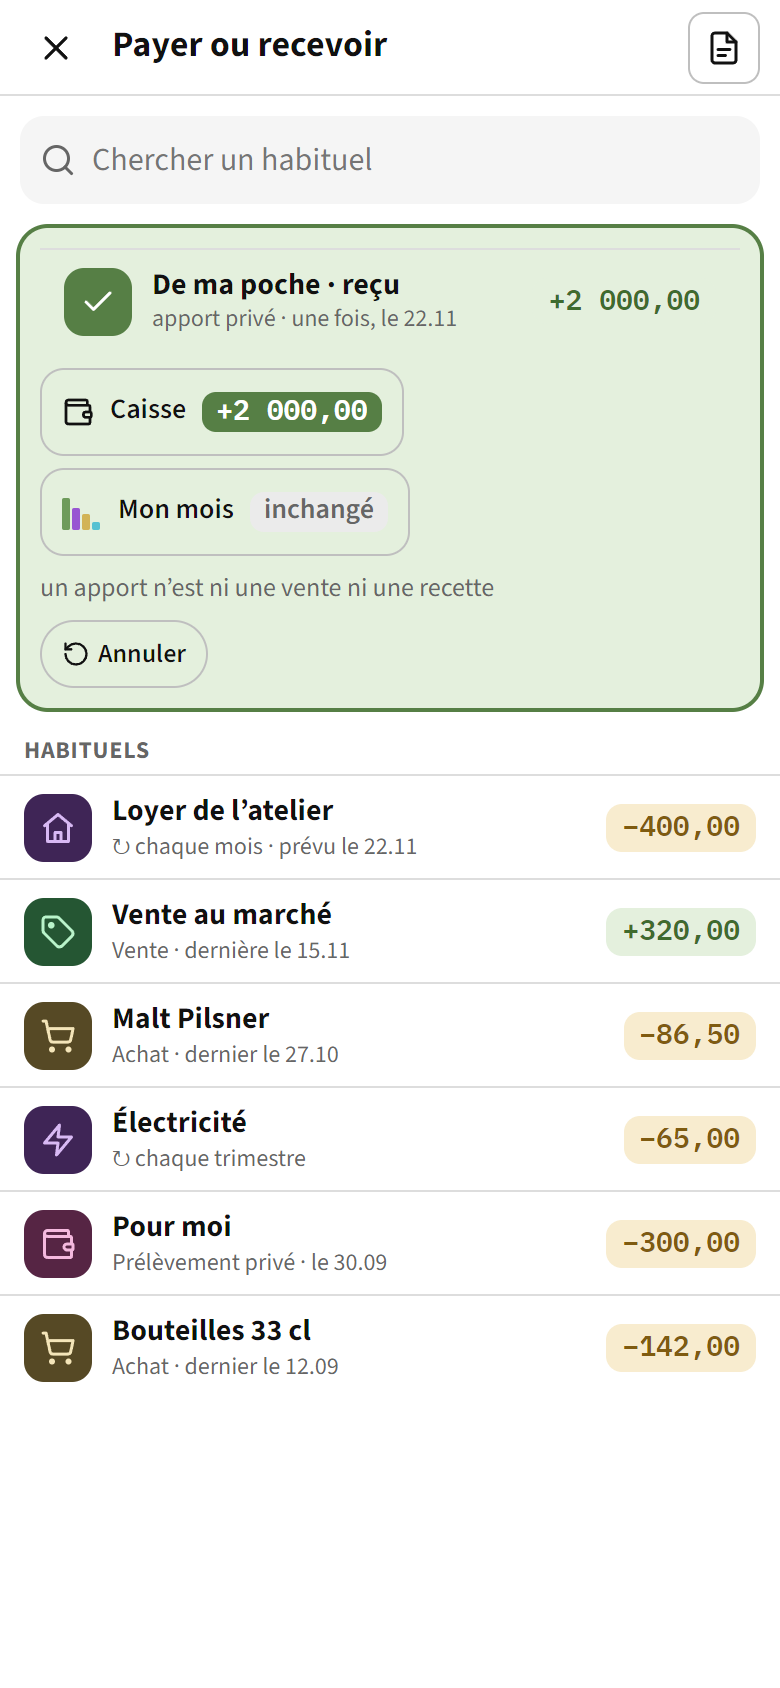 Payer ou recevoir
Chercher un habituel
De ma poche · reçu
apport privé · une fois, le 22.11
+2 000,00
Caisse +2 000,00
Mon mois inchangé
un apport n’est ni une vente ni une recette
Annuler
HABITUELS
Loyer de l’atelier
↻ chaque mois · prévu le 22.11
−400,00
Vente au marché
Vente · dernière le 15.11
+320,00
Malt Pilsner
Achat · dernier le 27.10
−86,50
Électricité
↻ chaque trimestre
−65,00
Pour moi
Prélèvement privé · le 30.09
−300,00
Bouteilles 33 cl
Achat · dernier le 12.09
−142,00